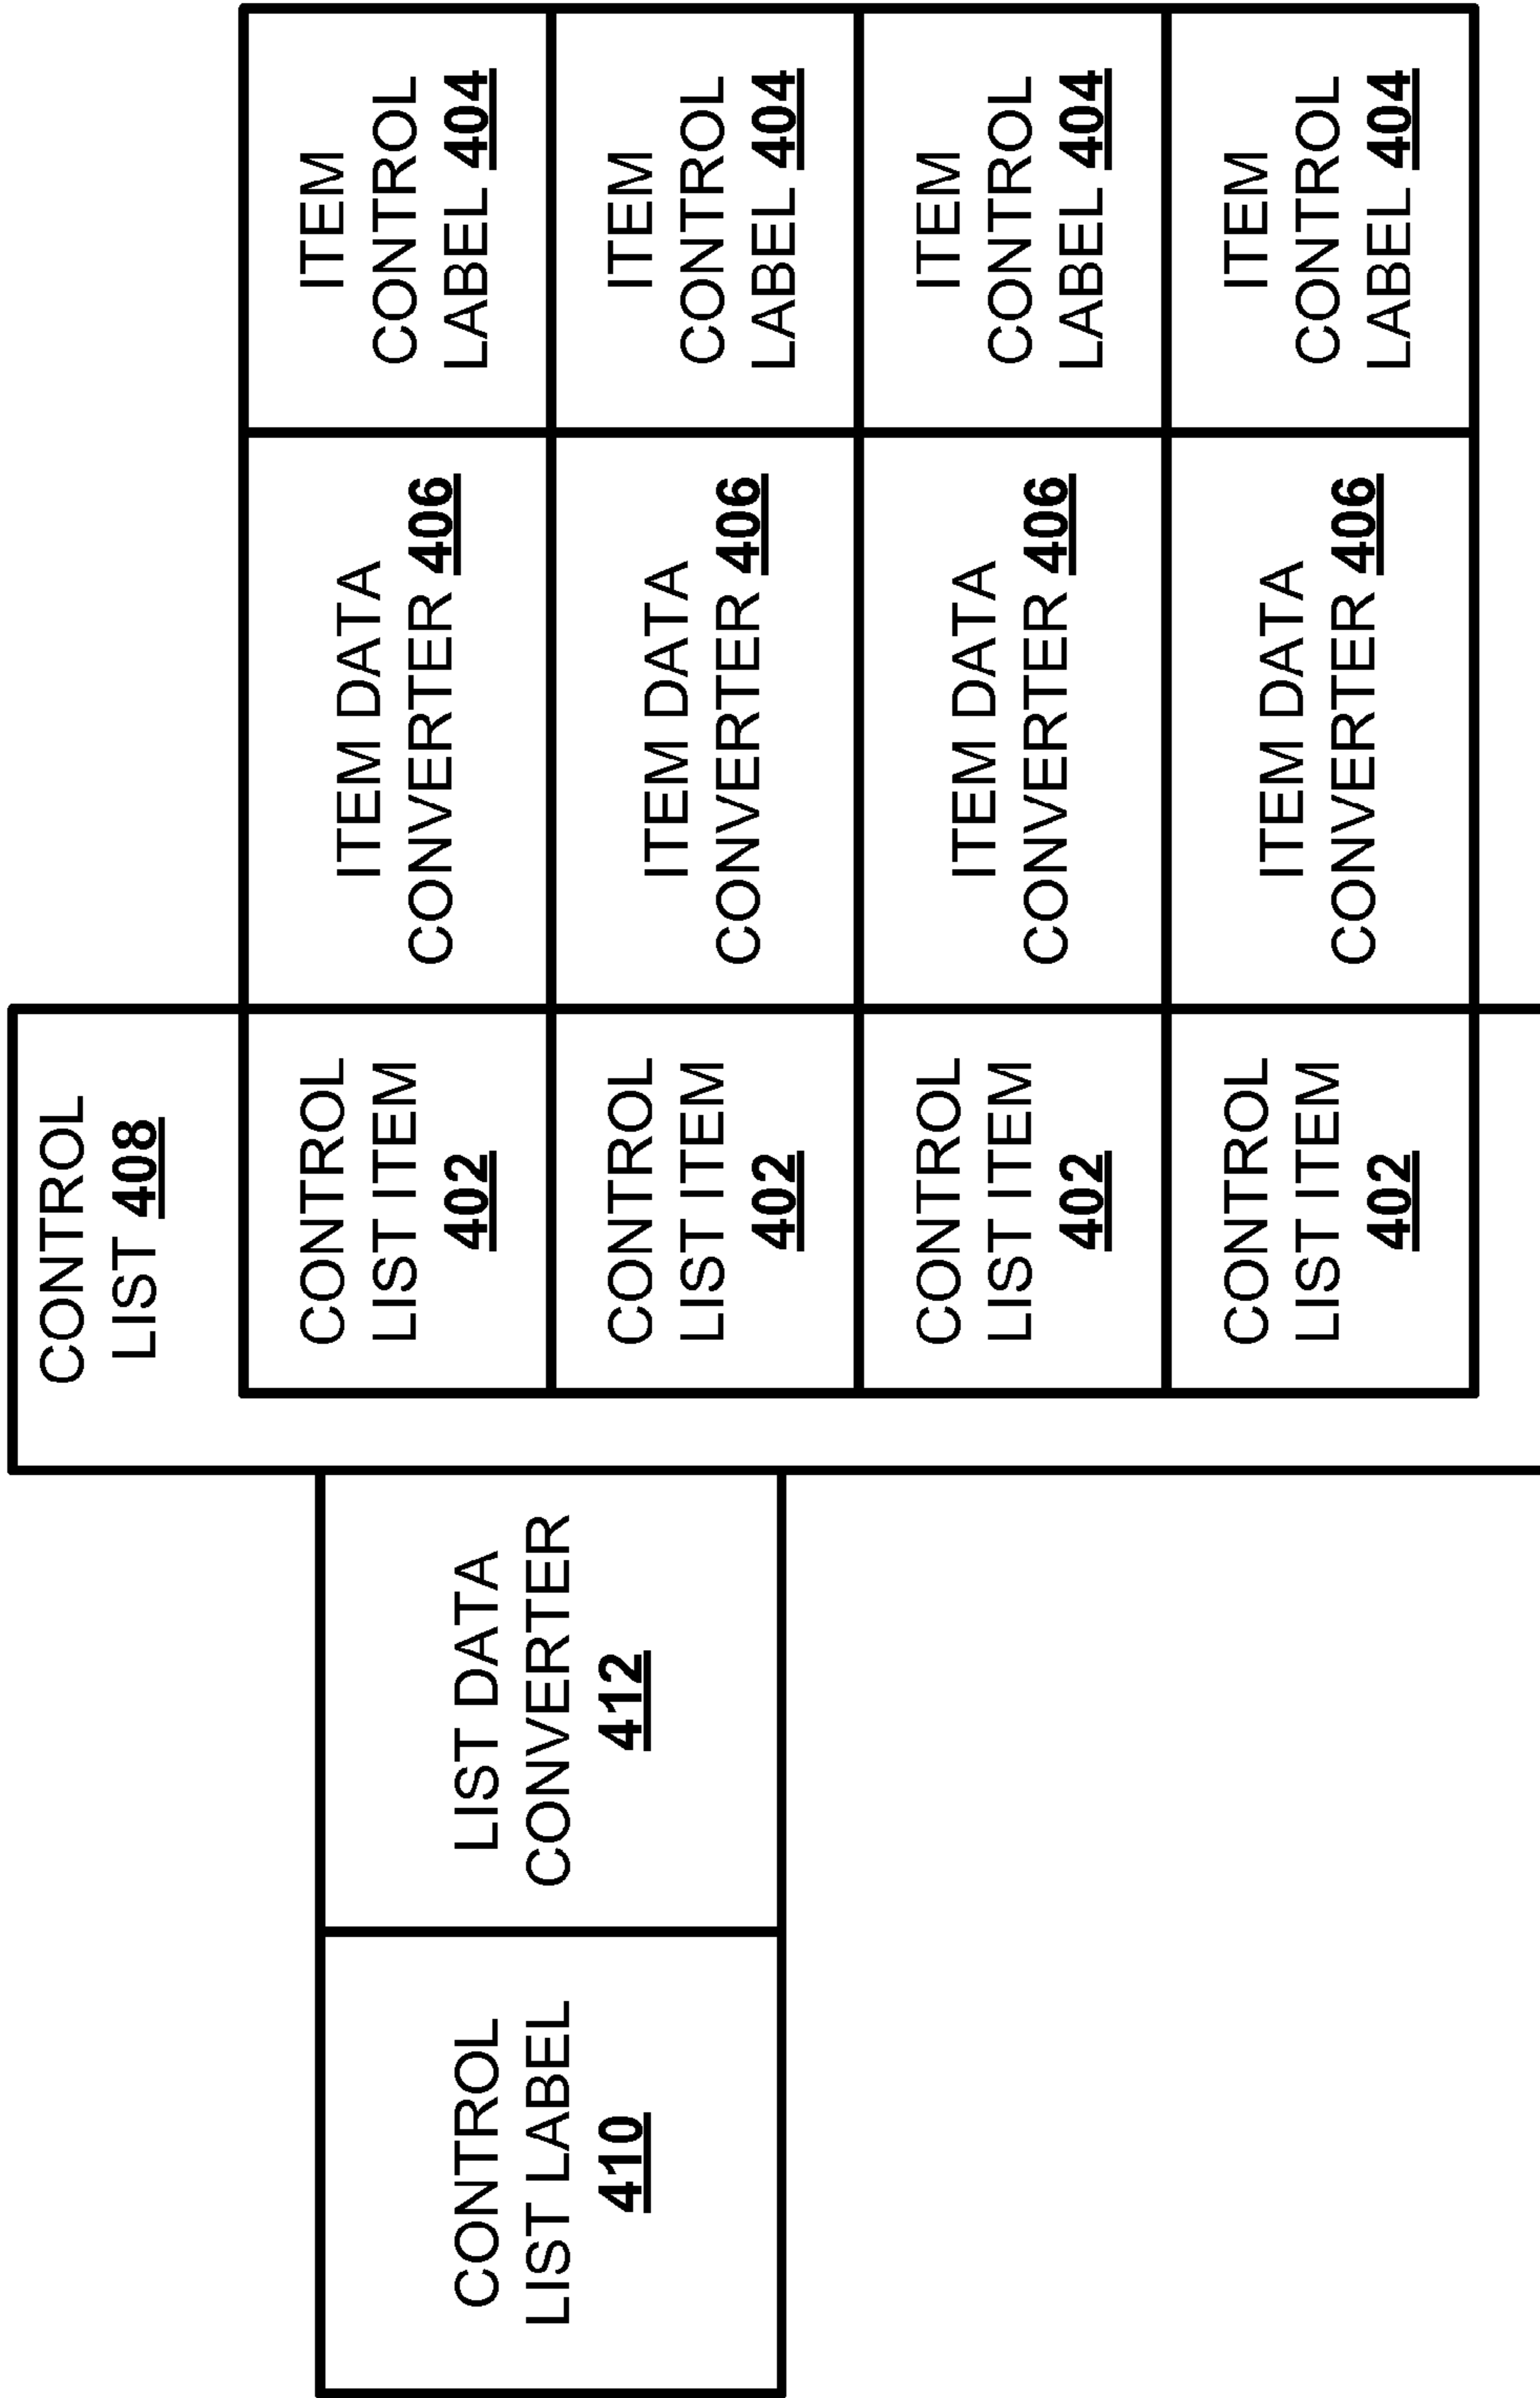 CONTROL
LIST 408
CONTROL
LIST LABEL
410
LIST DATA
CONVERTER
412
CONTROL
LIST ITEM
402
ITEM DATA
CONVERTER 406
ITEM
CONTROL
LABEL 404
CONTROL
LIST ITEM
402
ITEM DATA
CONVERTER 406
ITEM
CONTROL
LABEL 404
CONTROL
LIST ITEM
402
ITEM DATA
CONVERTER 406
ITEM
CONTROL
LABEL 404
CONTROL
LIST ITEM
402
ITEM DATA
CONVERTER 406
ITEM
CONTROL
LABEL 404